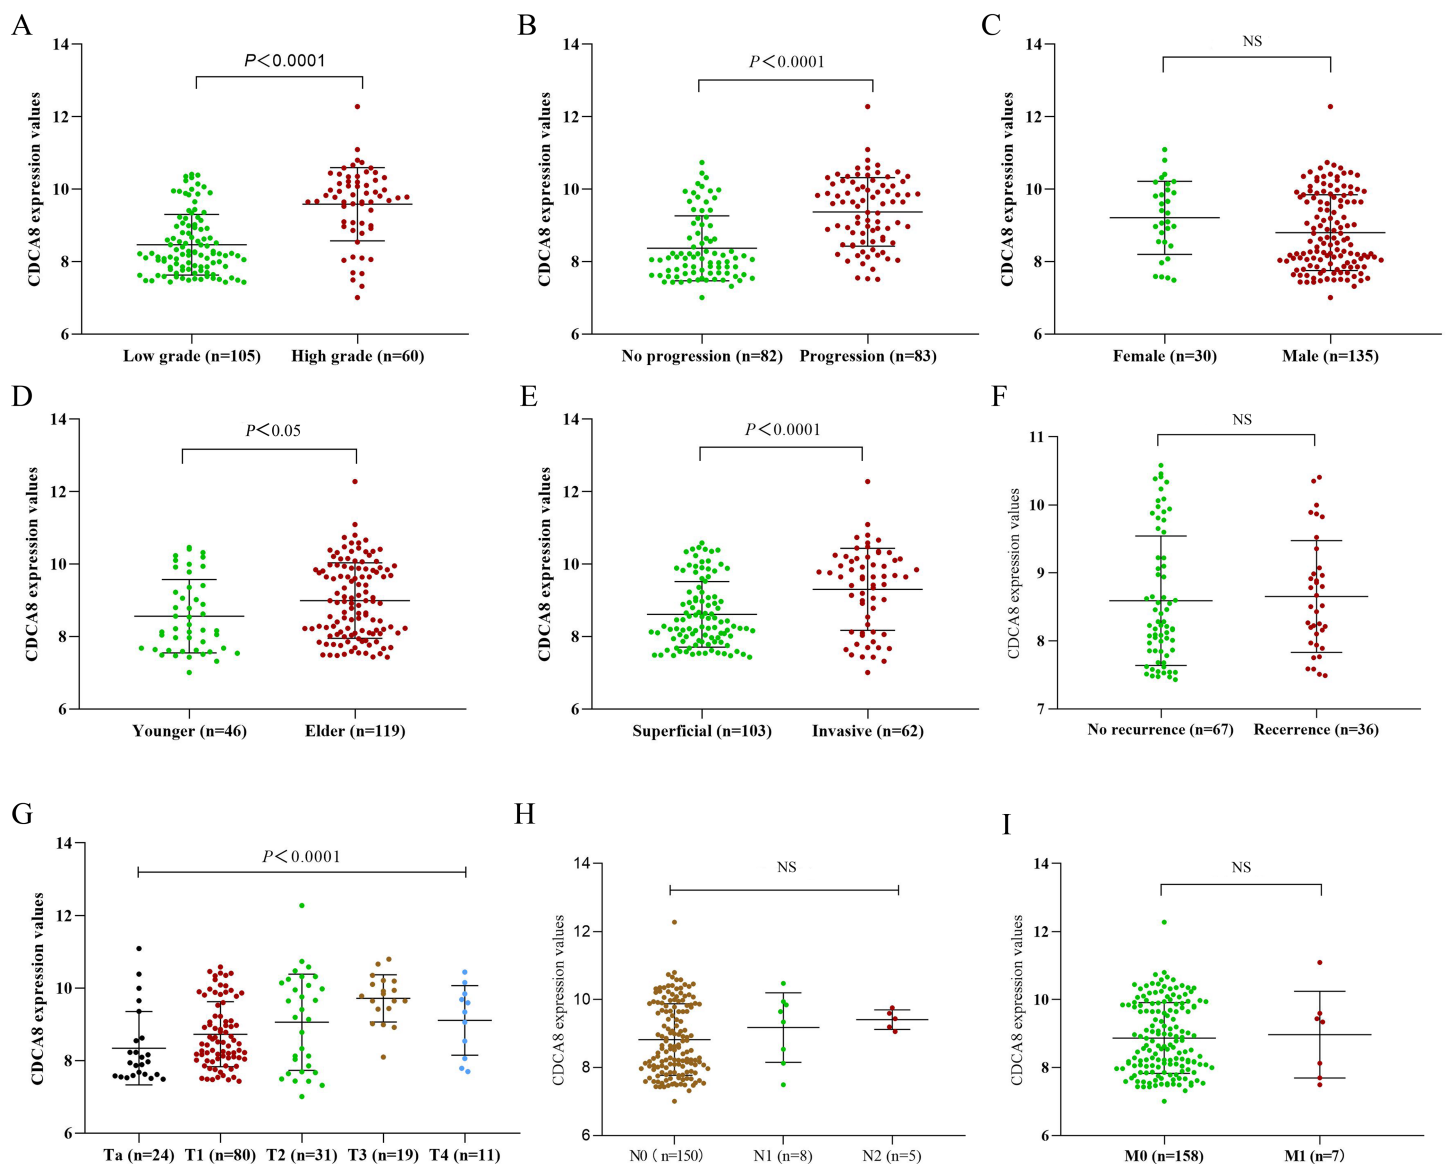 A
CDCA8 expression values
14
12
10
8
6
P＜0.0001
Low grade (n=105)
High grade (n=60)
B
CDCA8 expression values
14
12
10
8
6
P＜0.0001
No progression (n=82)
Progression (n=83)
C
CDCA8 expression values
14
12
10
8
6
NS
Female (n=30)
Male (n=135)
D
CDCA8 expression values
14
12
10
8
6
P＜0.05
Younger (n=46)
Elder (n=119)
E
CDCA8 expression values
14
12
10
8
6
P＜0.0001
Superficial (n=103)
Invasive (n=62)
F
CDCA8 expression values
11
10
9
8
7
NS
No recurrence (n=67)
Recerrence (n=36)
G
CDCA8 expression values
14
12
10
8
6
P＜0.0001
Ta (n=24)
T1 (n=80)
T2 (n=31)
T3 (n=19)
T4 (n=11)
H
CDCA8 expression values
14
12
10
8
6
NS
N0 (n=150)
N1 (n=8)
N2 (n=5)
I
CDCA8 expression values
14
12
10
8
6
NS
M0 (n=158)
M1 (n=7)